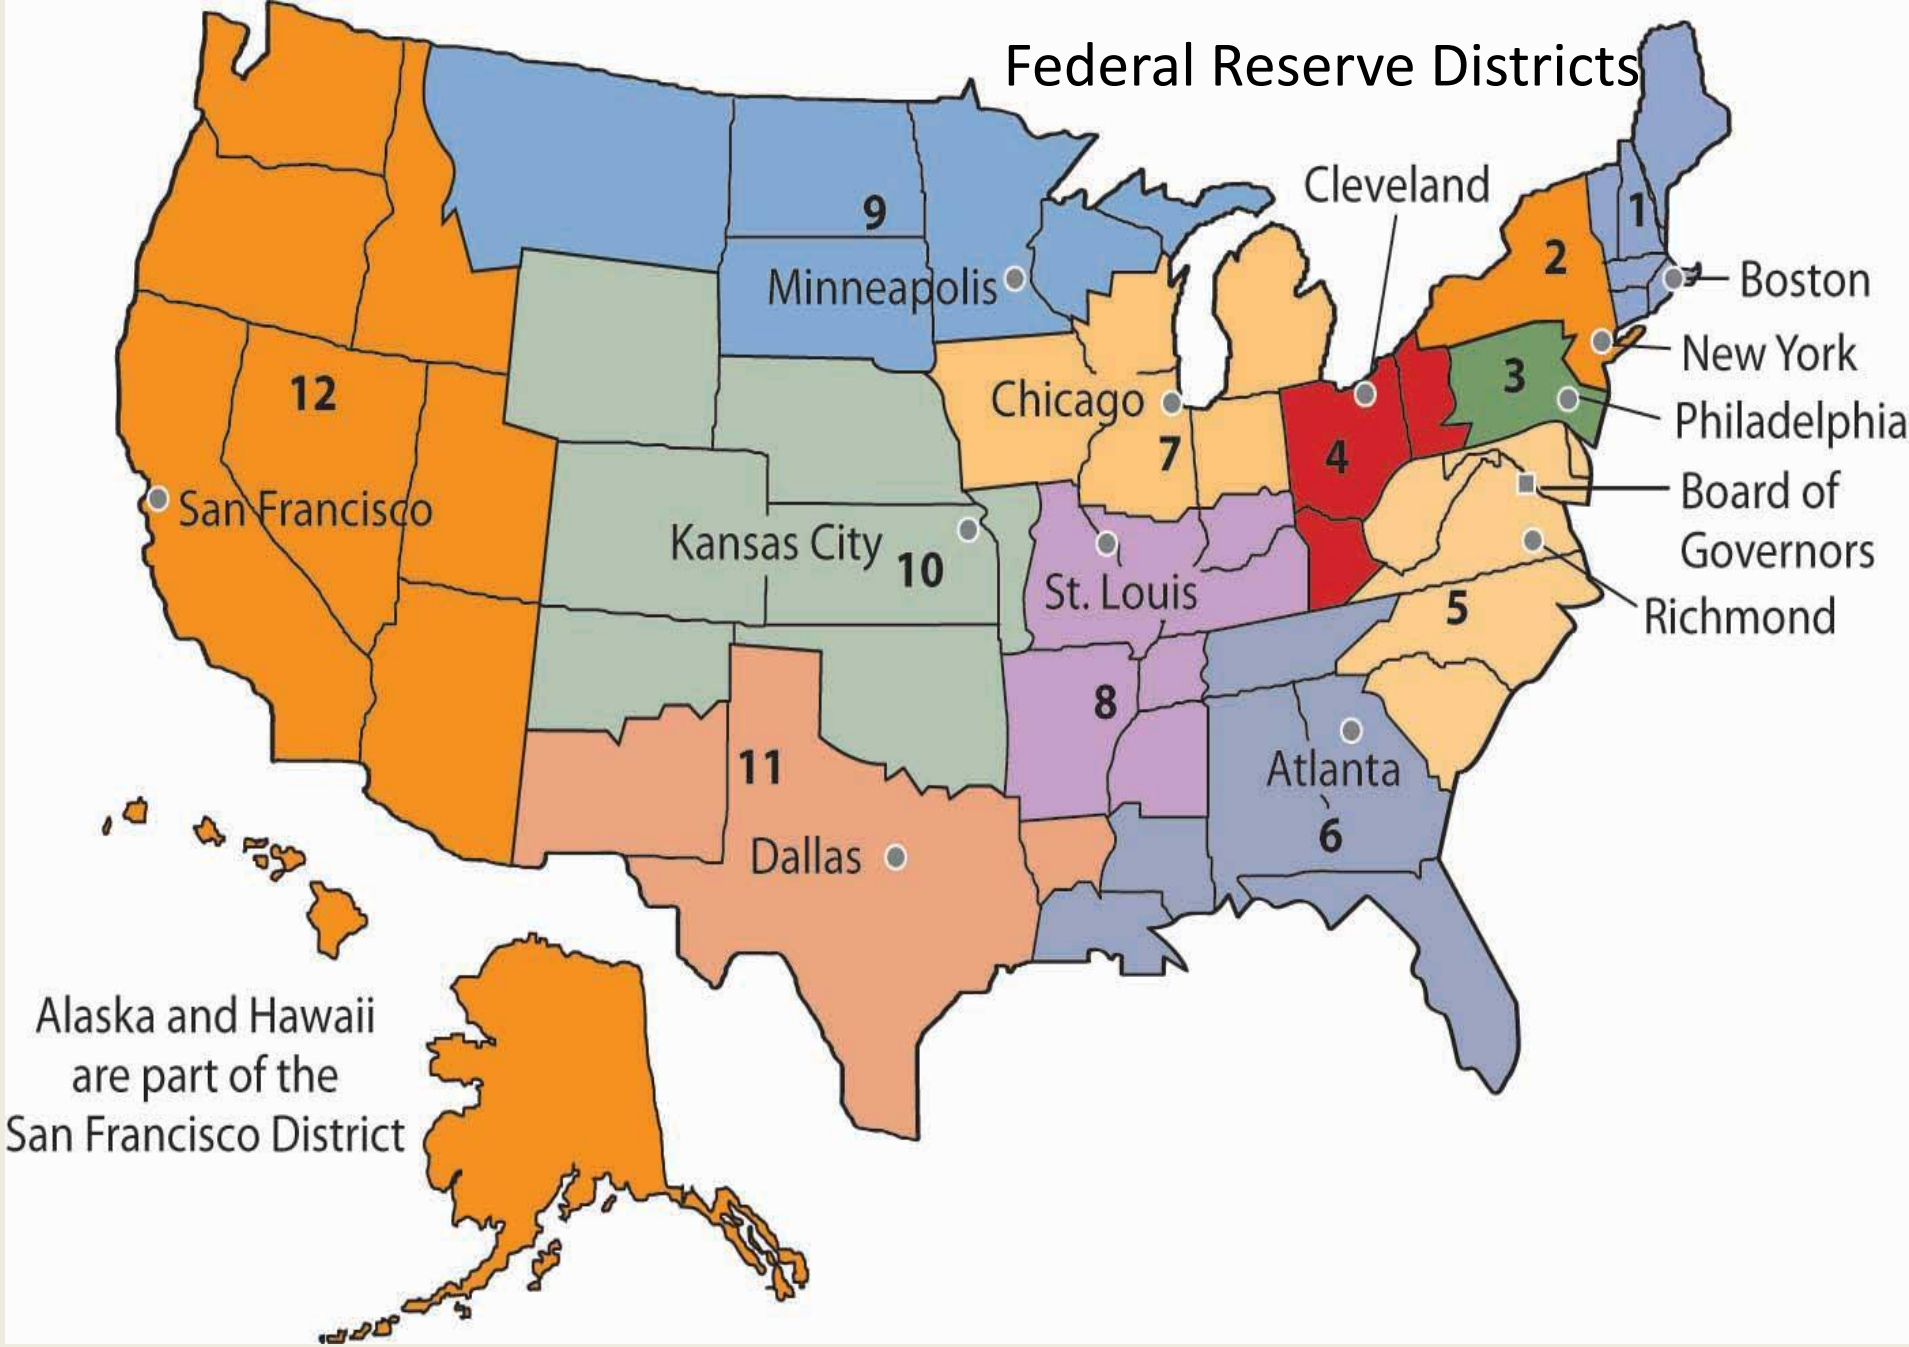 Federal Reserve Districts
Cleveland
1
9
2
Boston
Minneapolis
New York
3
12
Chicago
Philadelphia
7
4
San Francisco
Board of
Governors
Kansas City
10
St. Louis
5
Richmond
8
11
Atlanta
6
Dallas
Alaska and Hawaii
are part of the
San Francisco District